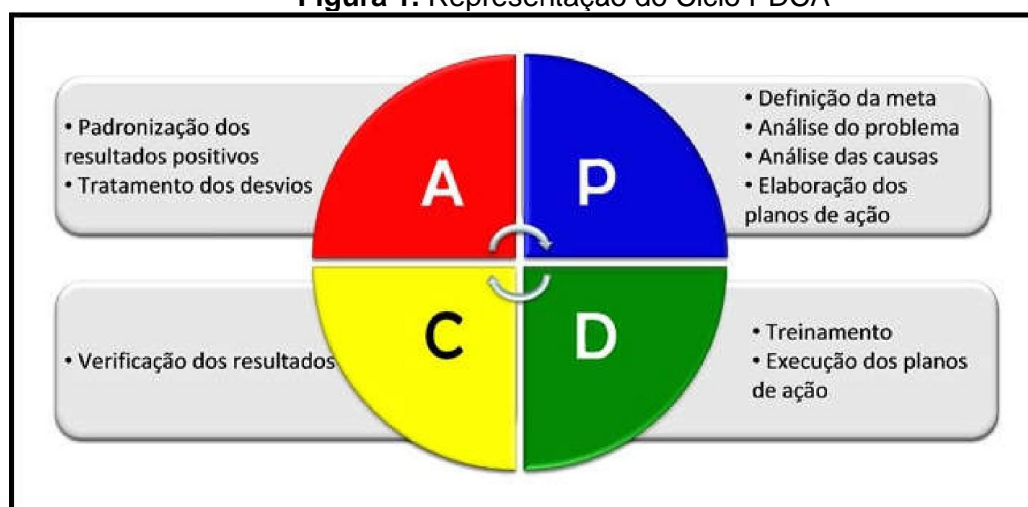 Figura 1. Representação do Ciclo PDCA
• Padronização dos
resultados positivos
• Tratamento dos desvios
A
P
• Definição da meta
• Análise do problema
• Análise das causas
• Elaboração dos
planos de ação
• Verificação dos resultados
C
D
• Treinamento
• Execução dos planos
de ação